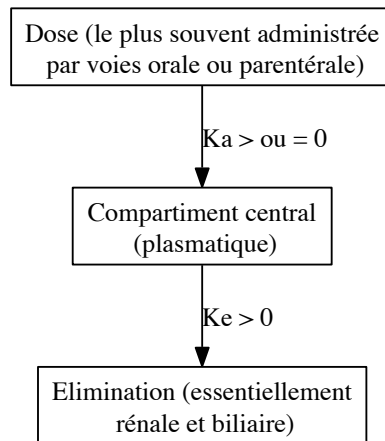 Dose (le plus souvent administrée
par voies orale ou parentérale)
Ka > ou = 0
Compartiment central
(plasmatique)
Ke > 0
Elimination (essentiellement
rénale et biliaire)